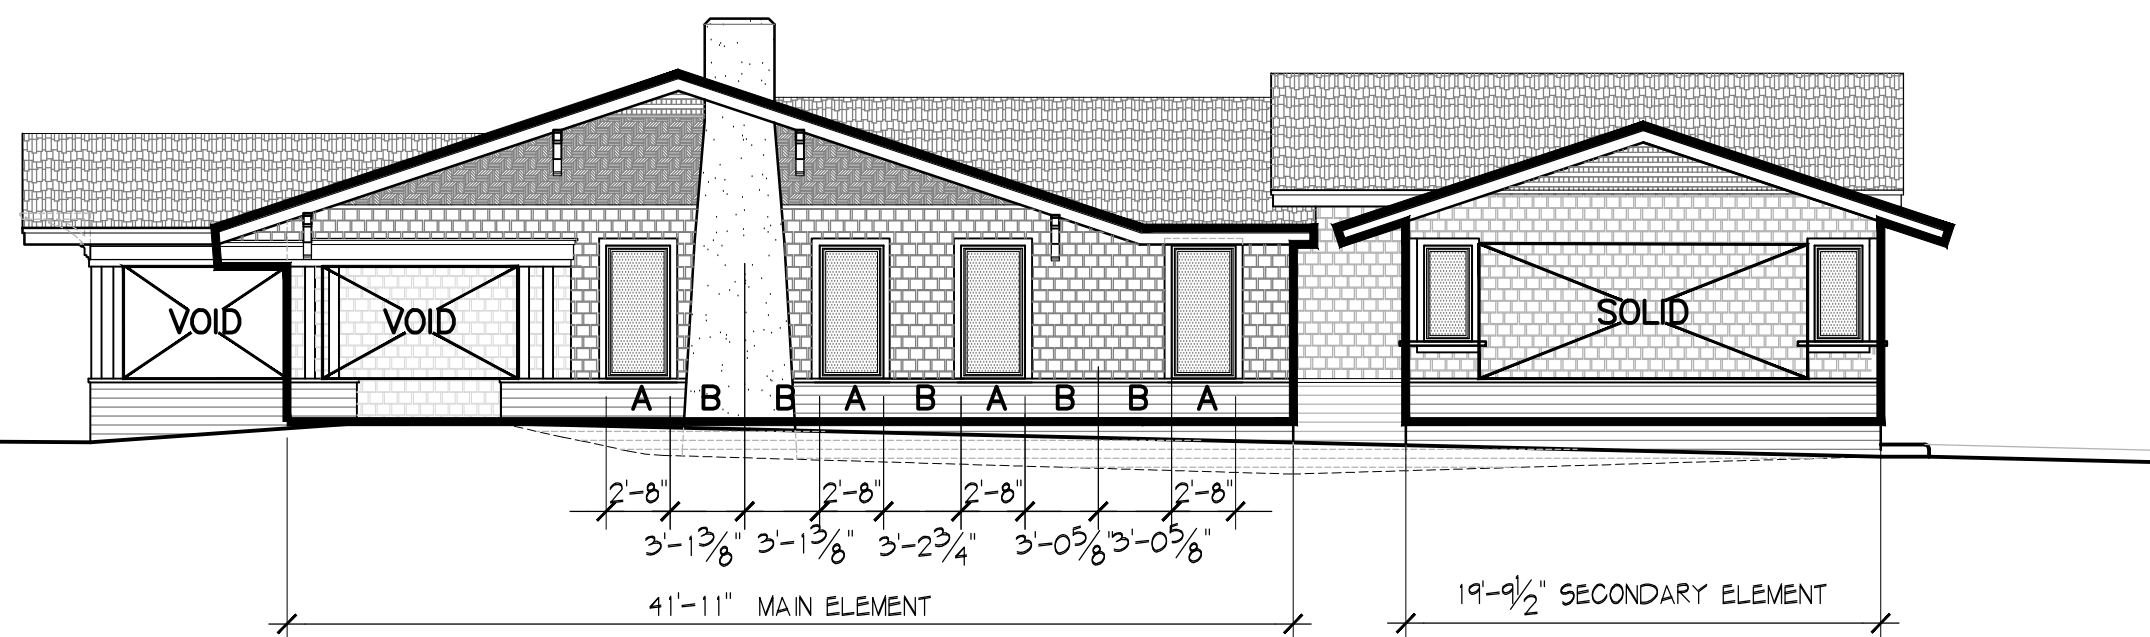 VOID VOID SOLID
A B B A B A B B A
2'-8" 2'-8" 2'-8" 2'-8"
3'-1 3/8" 3'-1 3/8" 3'-2 3/4" 3'-0 5/8" 3'-0 5/8"
41'-11" MAIN ELEMENT 19'-9 1/2" SECONDARY ELEMENT